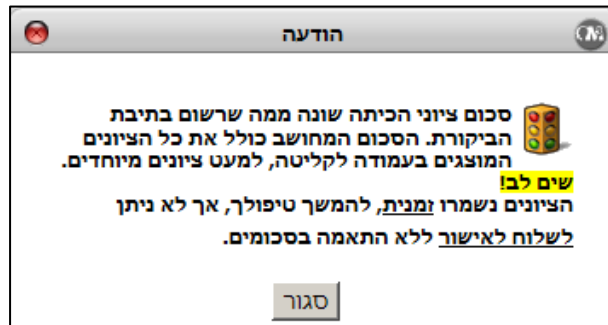 הודעה
סכום ציוני הכיתה שונה ממה שרשום בתיבת
הביקורת. הסכום המחושב כולל את כל הציונים
המוצגים בעמודה לקליטה, למעט ציונים מיוחדים.
שים לב!
הציונים נשמרו זמנית, להמשך טיפולך, אך לא ניתן
לשלוח לאישור ללא התאמה בסכומים.
סגור